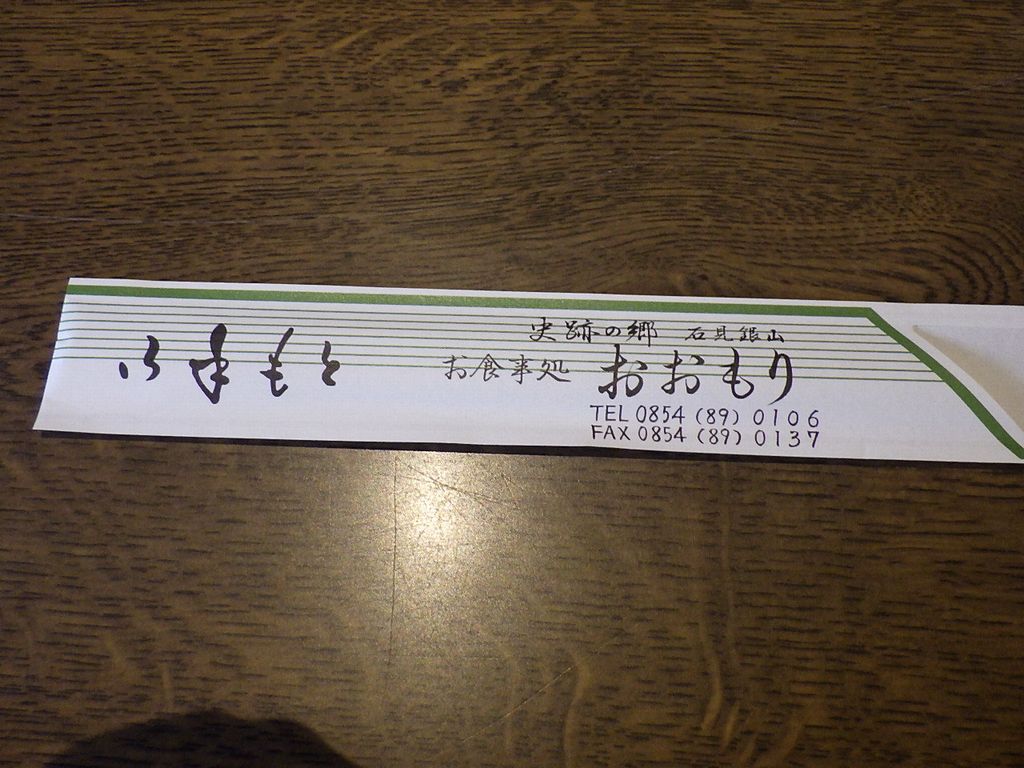 おてもと
史跡の郷 石見銀山
お食事処 おおもり
TEL 0854 (89) 0106
FAX 0854 (89) 0137